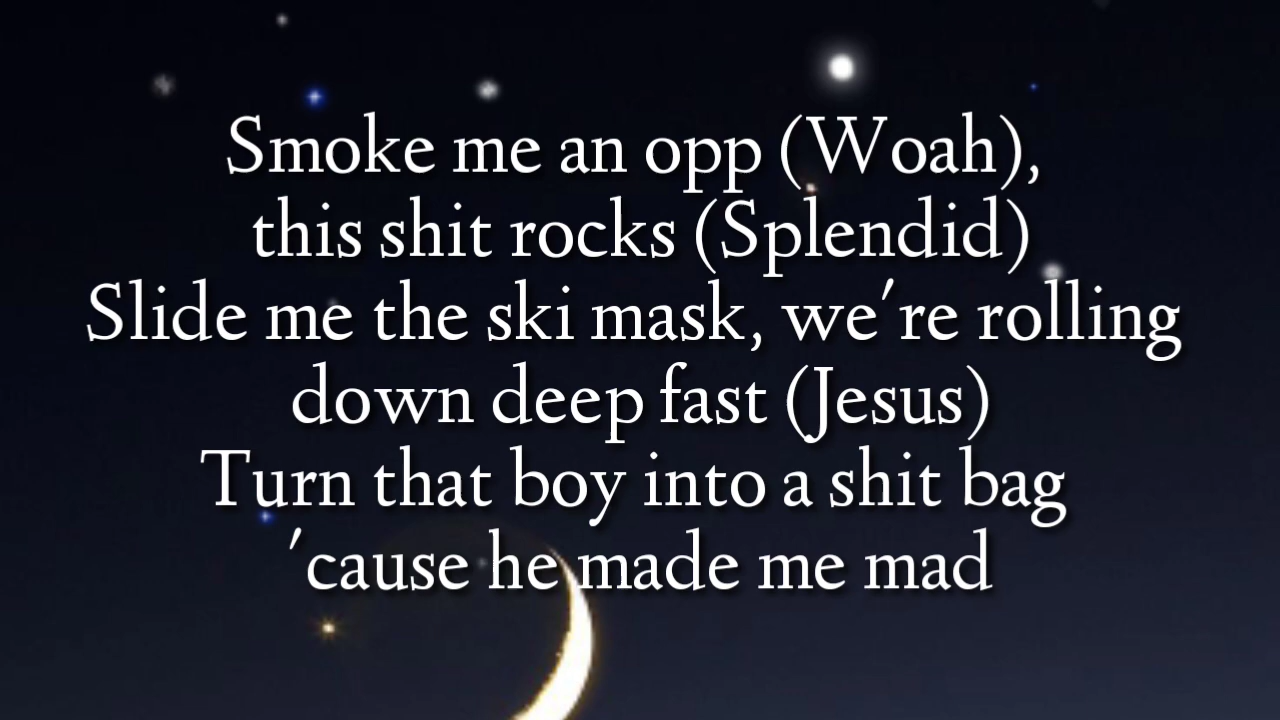 Smoke me an opp (Woah),
this shit rocks (Splendid)
Slide me the ski mask, we're rolling
down deep fast (Jesus)
Turn that boy into a shit bag
'cause he made me mad